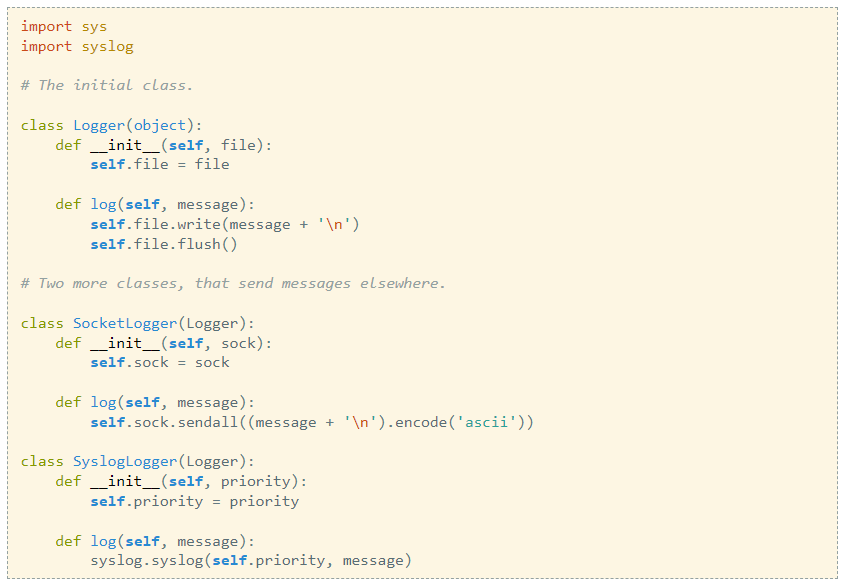 import sys
import syslog

# The initial class.

class Logger(object):
    def __init__(self, file):
        self.file = file

    def log(self, message):
        self.file.write(message + '\n')
        self.file.flush()

# Two more classes, that send messages elsewhere.

class SocketLogger(Logger):
    def __init__(self, sock):
        self.sock = sock

    def log(self, message):
        self.sock.sendall((message + '\n').encode('ascii'))

class SyslogLogger(Logger):
    def __init__(self, priority):
        self.priority = priority

    def log(self, message):
        syslog.syslog(self.priority, message)